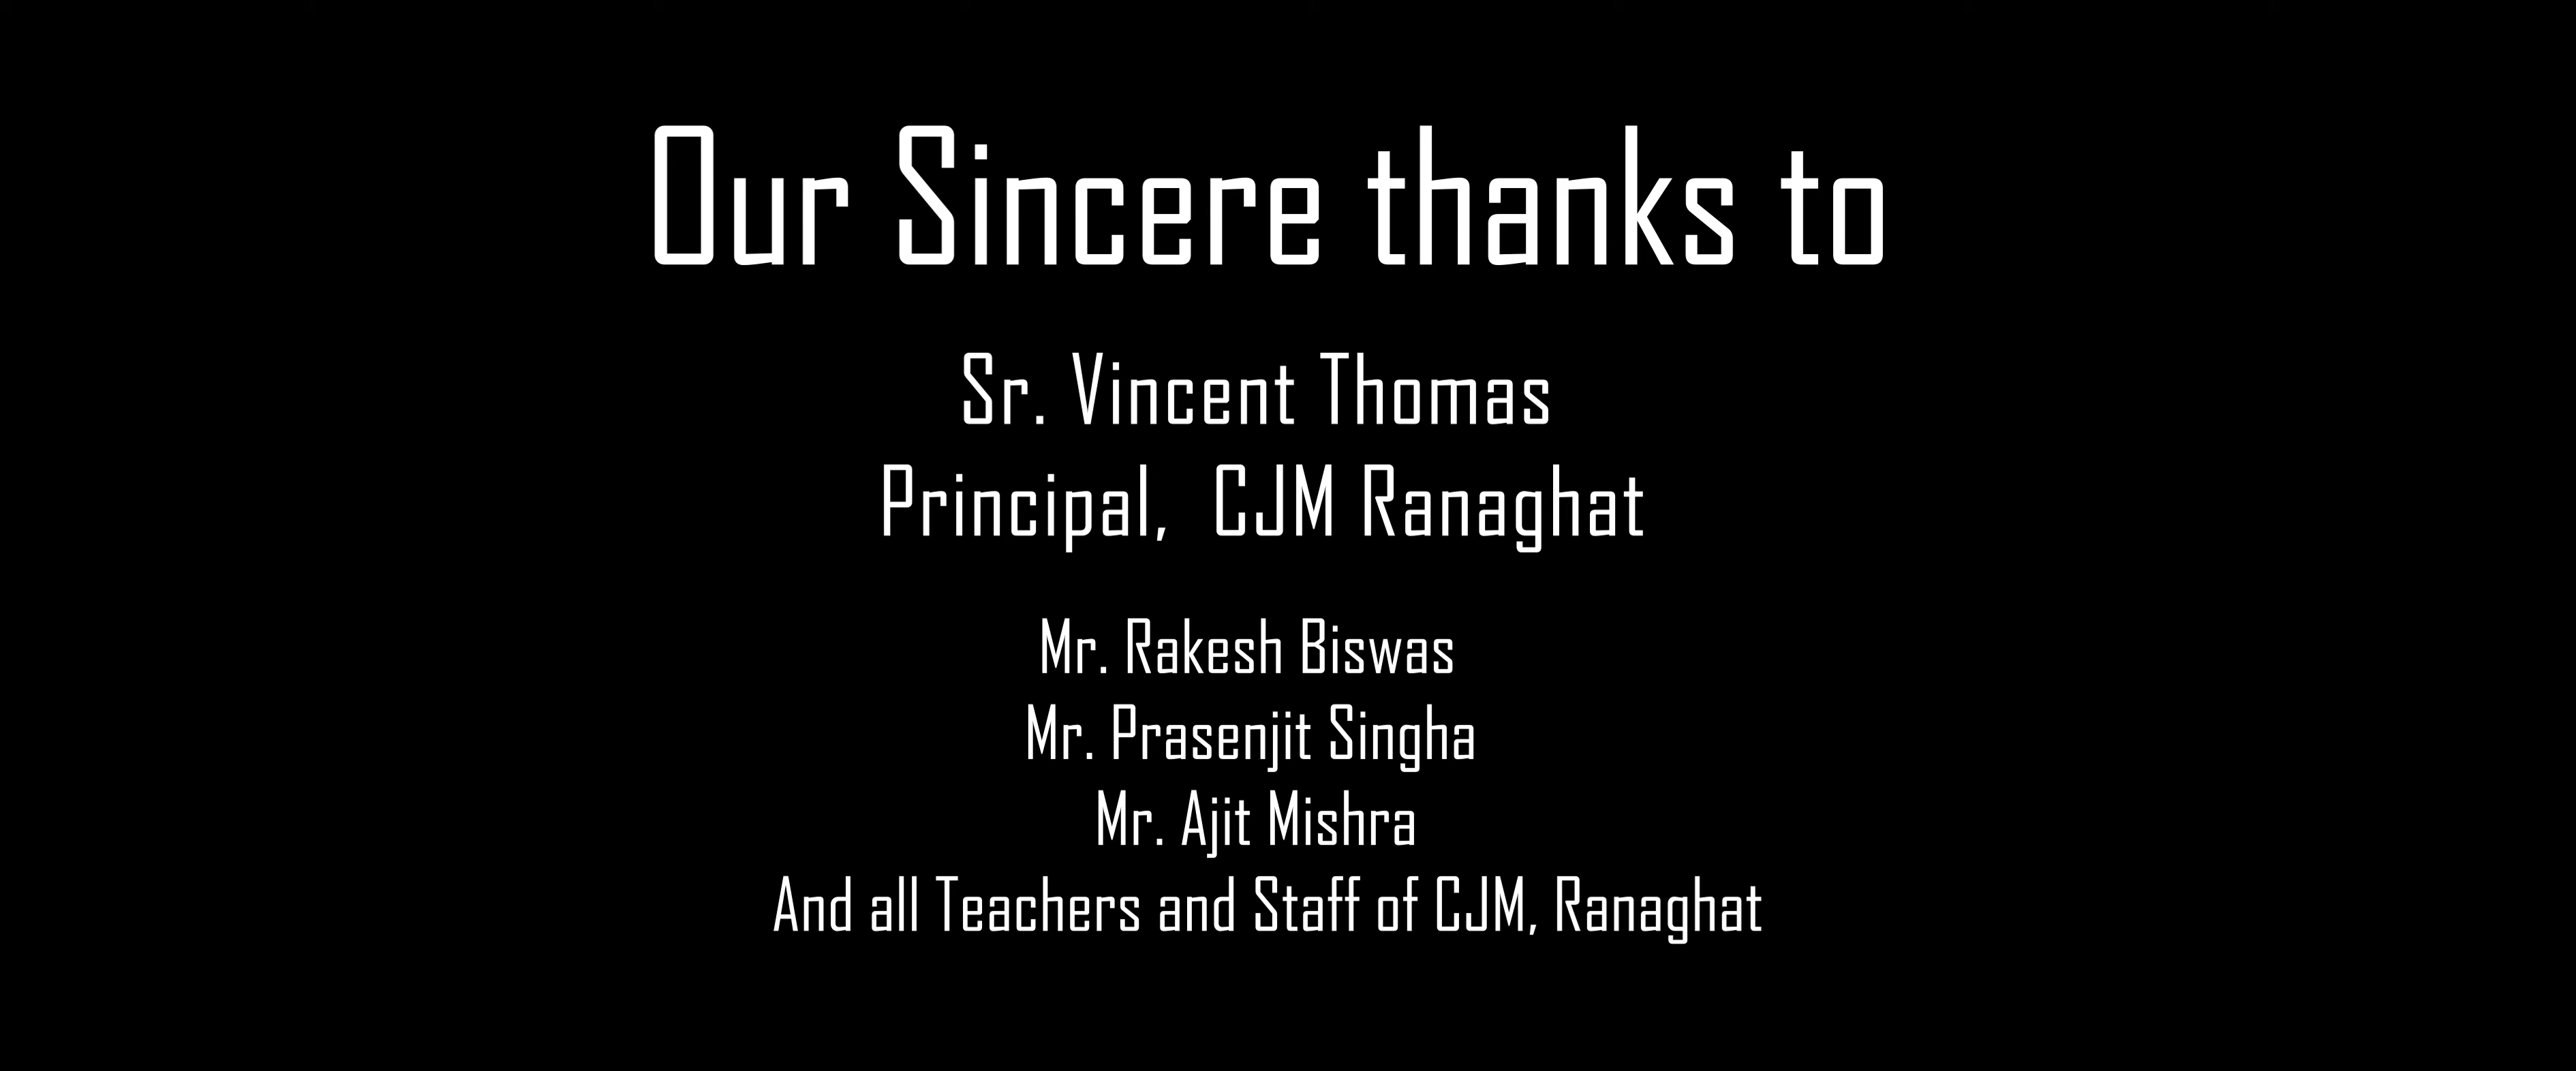 Our Sincere thanks to
Sr. Vincent Thomas
Principal, CJM Ranaghat
Mr. Rakesh Biswas
Mr. Prasenjit Singha
Mr. Ajit Mishra
And all Teachers and Staff of CJM, Ranaghat